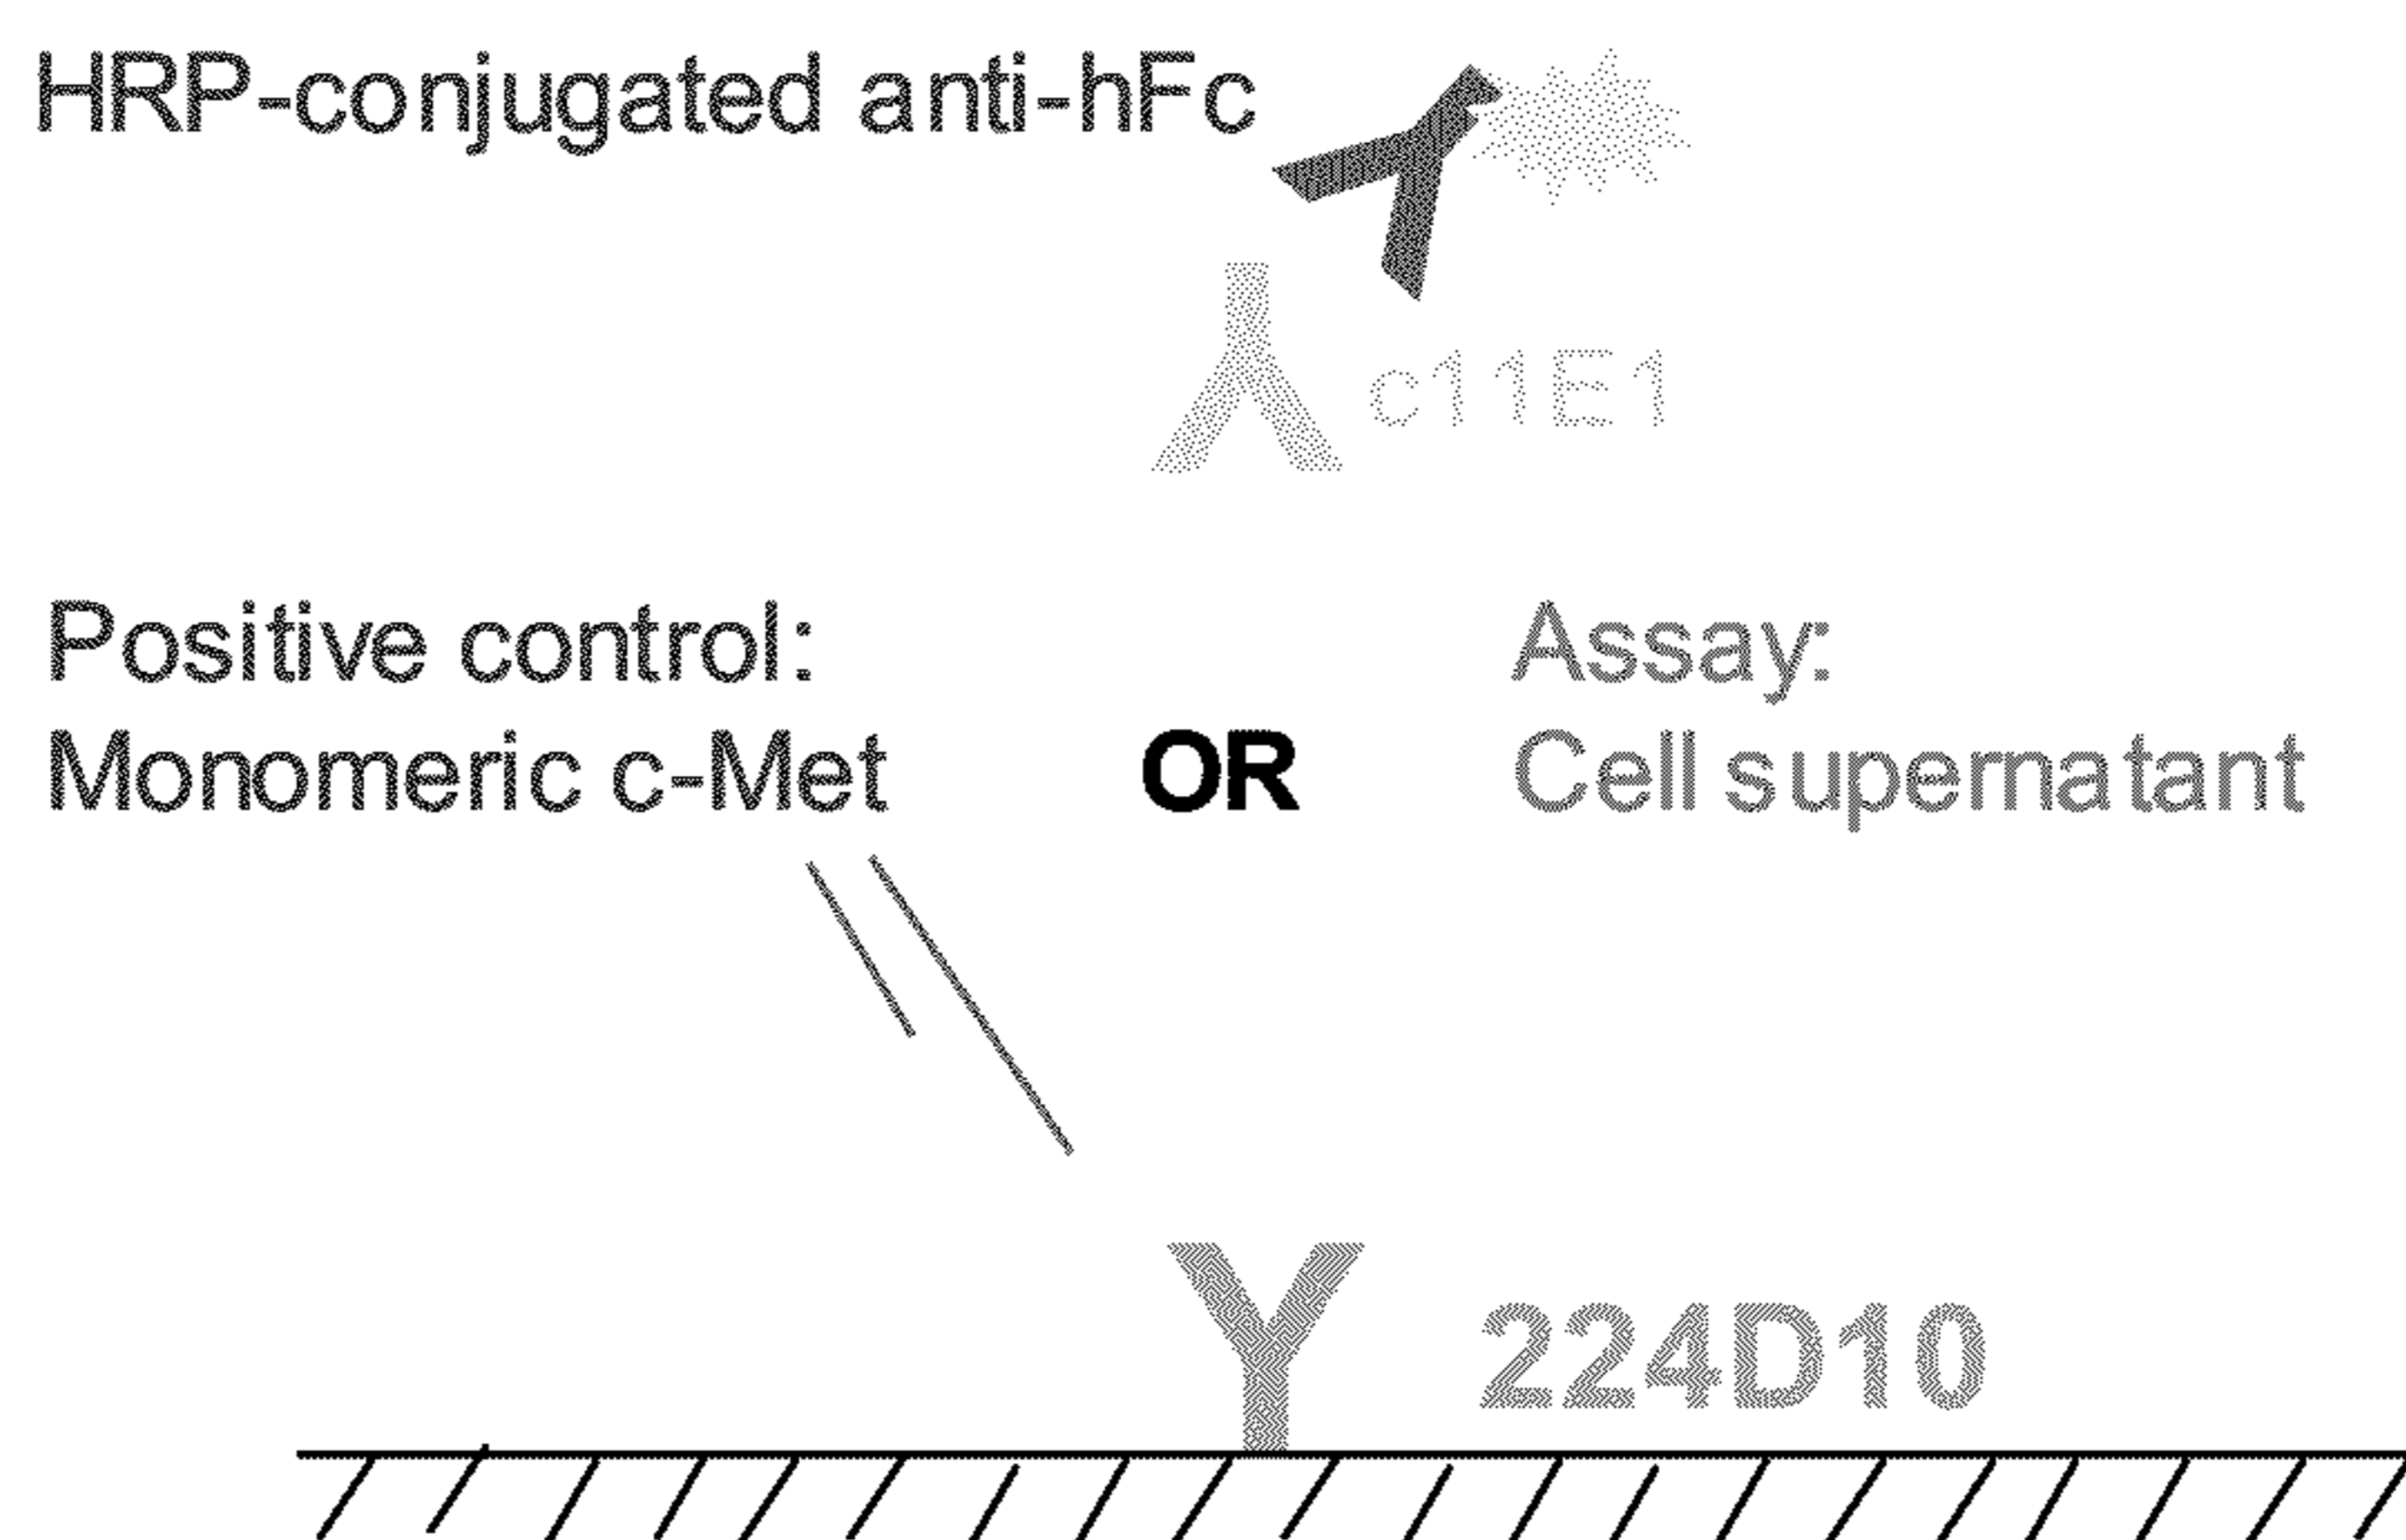 HRP-conjugated anti-hFc
c11E1
Positive control:
Monomeric c-Met
OR
Assay:
Cell supernatant
224D10